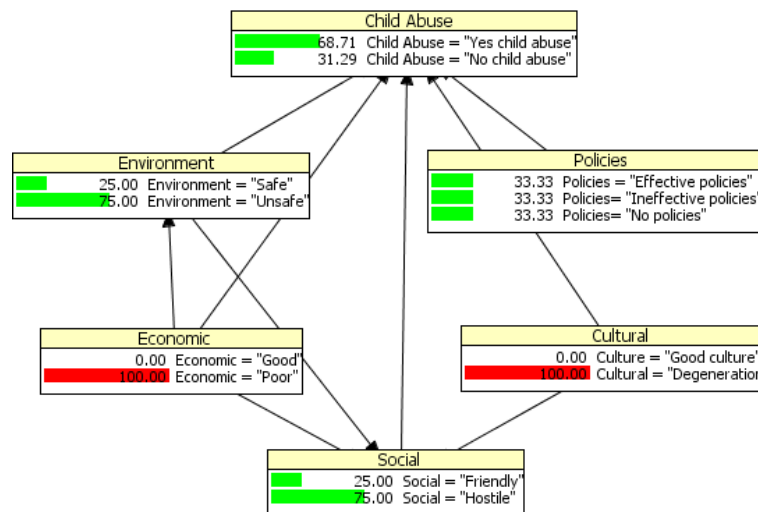 Child Abuse
68.71 Child Abuse = "Yes child abuse"
31.29 Child Abuse = "No child abuse"
Environment
25.00 Environment = "Safe"
75.00 Environment = "Unsafe"
Policies
33.33 Policies = "Effective policies"
33.33 Policies= "Ineffective policies"
33.33 Policies= "No policies"
Economic
0.00 Economic = "Good"
100.00 Economic = "Poor"
Cultural
0.00 Culture = "Good culture"
100.00 Cultural = "Degeneration
Social
25.00 Social = "Friendly"
75.00 Social = "Hostile"